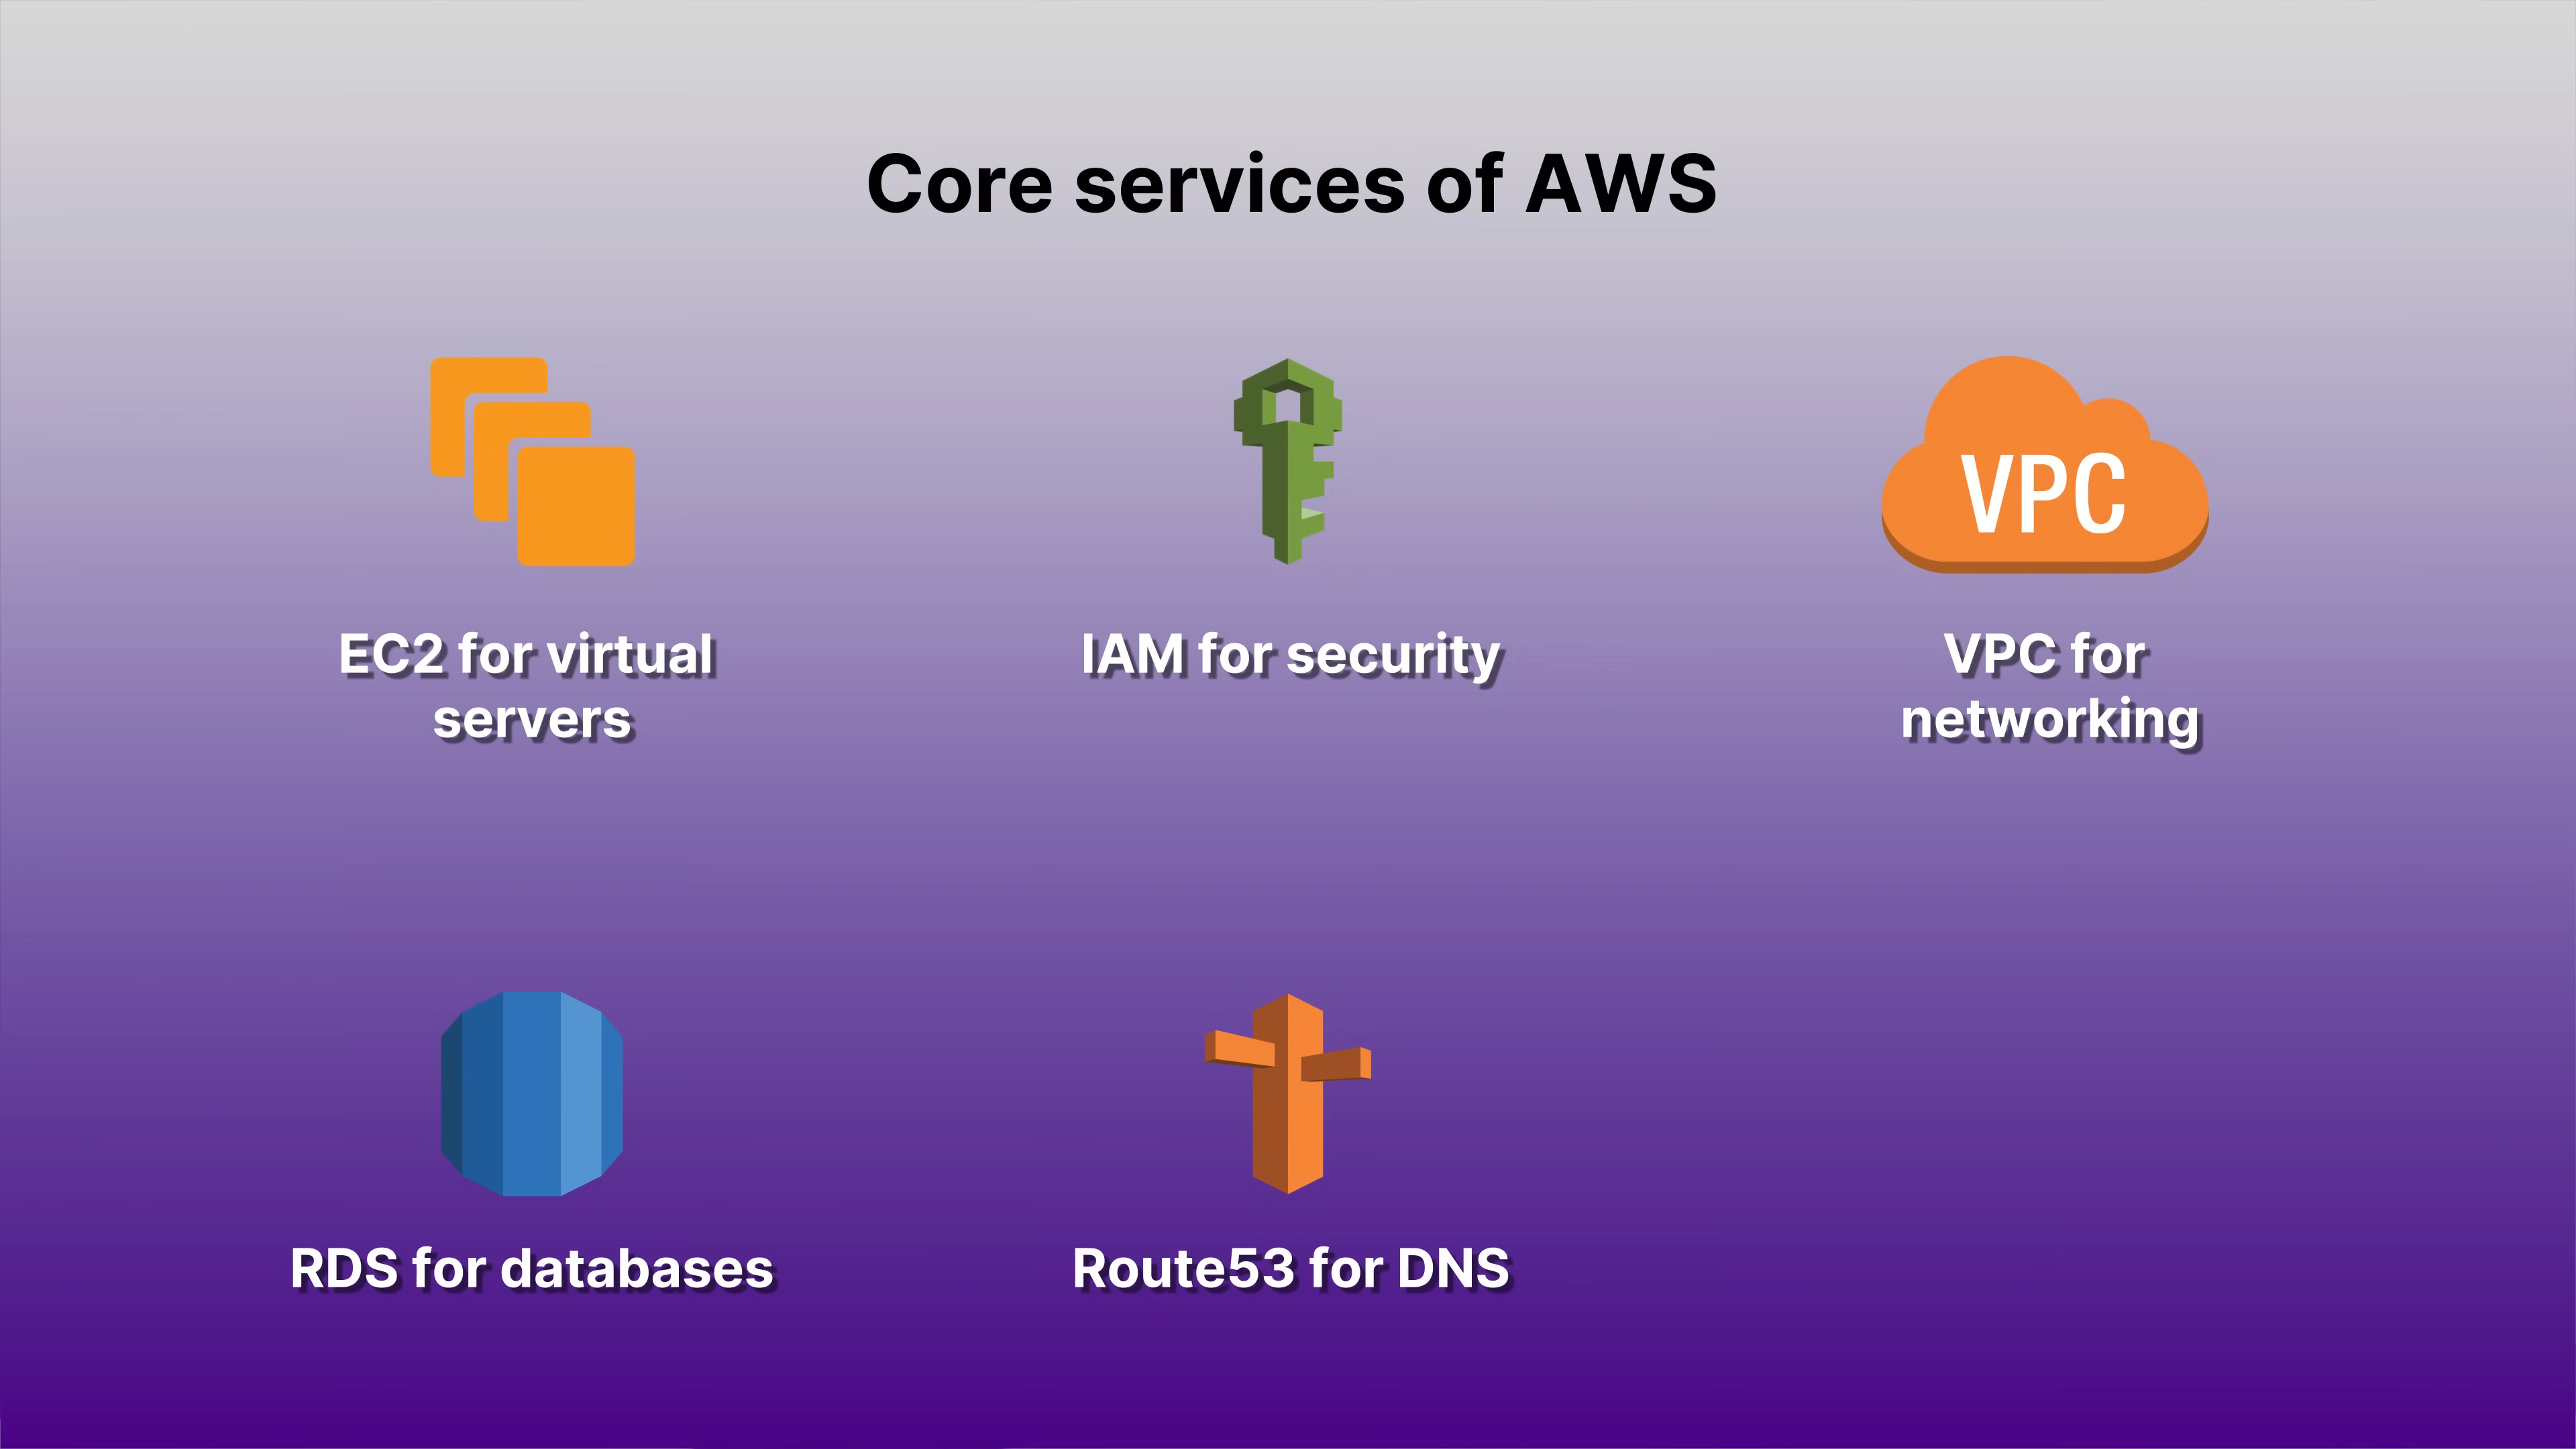 Core services of AWS
VPC
EC2 for virtual
servers
IAM for security
VPC for
networking
RDS for databases
Route53 for DNS